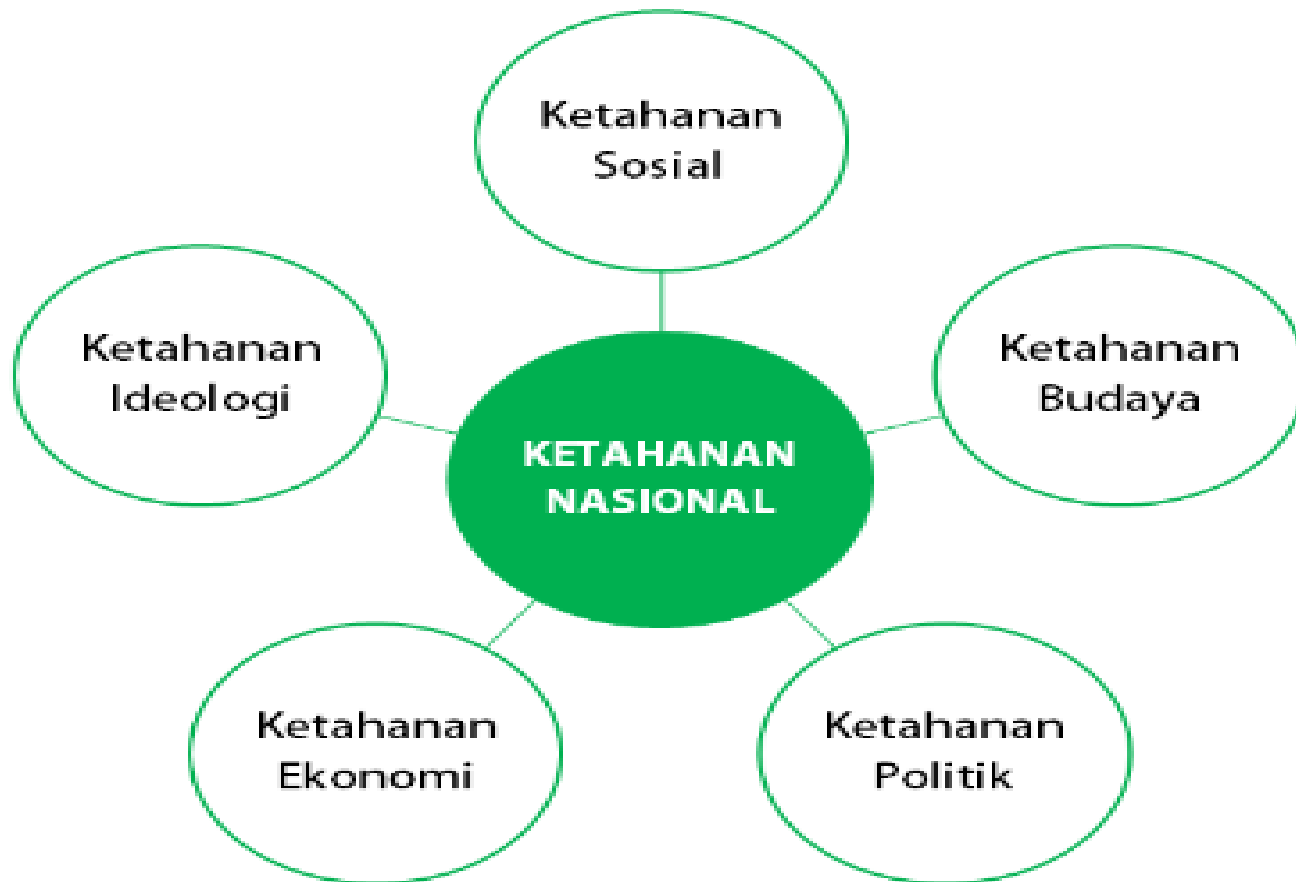 Ketahanan
Sosial
Ketahanan
Ideologi
Ketahanan
Budaya
KETAHANAN
NASIONAL
Ketahanan
Ekonomi
Ketahanan
Politik